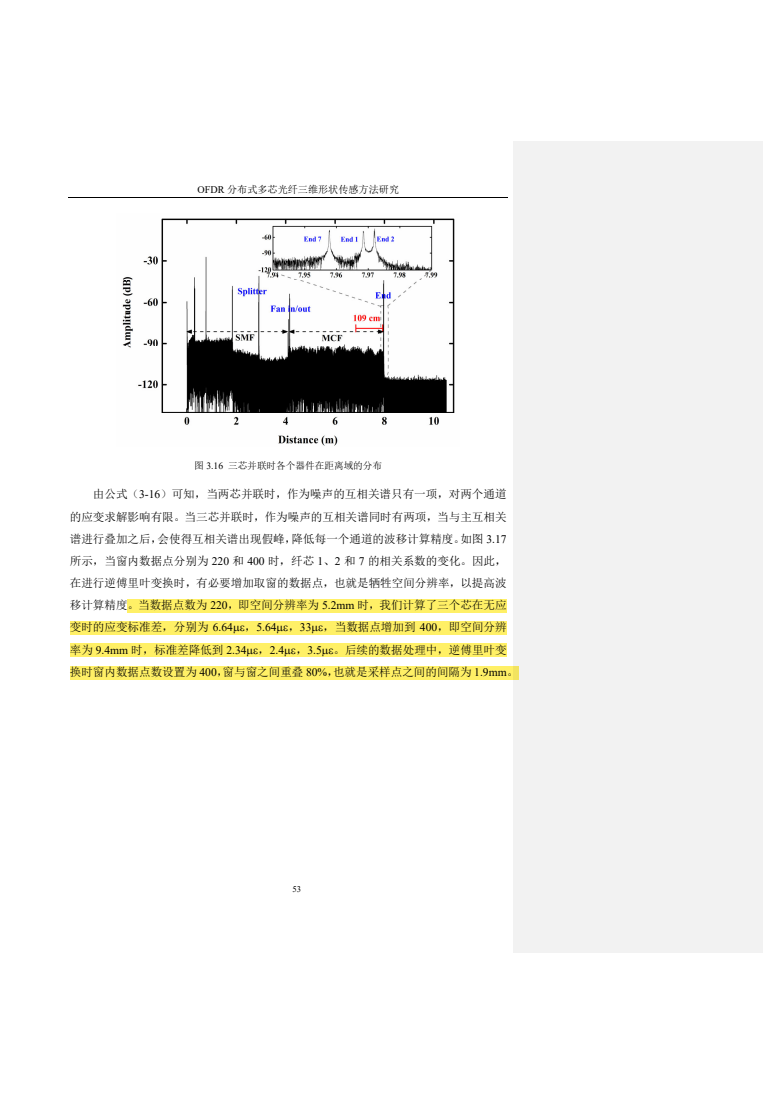 OFDR 分布式多芯光纤三维形状传感方法研究
-60
-90
-120
End 7 End 1 End 2
7.94 7.95 7.96 7.97 7.98 7.99
-30
-60
-90
-120
Amplitude (dB)
Splitter
End
Fan in/out
109 cm
SMF
MCF
0 2 4 6 8 10
Distance (m)
图 3.16 三芯并联时各个器件在距离域的分布
由公式（3-16）可知，当两芯并联时，作为噪声的互相关谱只有一项，对两个通道
的应变求解影响有限。当三芯并联时，作为噪声的互相关谱同时有两项，当与主互相关
谱进行叠加之后，会使得互相关谱出现假峰，降低每一个通道的波移计算精度。如图 3.17
所示，当窗内数据点分别为 220 和 400 时，纤芯 1、2 和 7 的相关系数的变化。因此，
在进行逆傅里叶变换时，有必要增加取窗的数据点，也就是牺牲空间分辨率，以提高波
移计算精度。当数据点数为 220，即空间分辨率为 5.2mm 时，我们计算了三个芯在无应
变时的应变标准差，分别为 6.64με，5.64με，33με，当数据点增加到 400，即空间分辨
率为 9.4mm 时，标准差降低到 2.34με，2.4με，3.5με。后续的数据处理中，逆傅里叶变
换时窗内数据点数设置为 400，窗与窗之间重叠 80%，也就是采样点之间的间隔为 1.9mm。
53